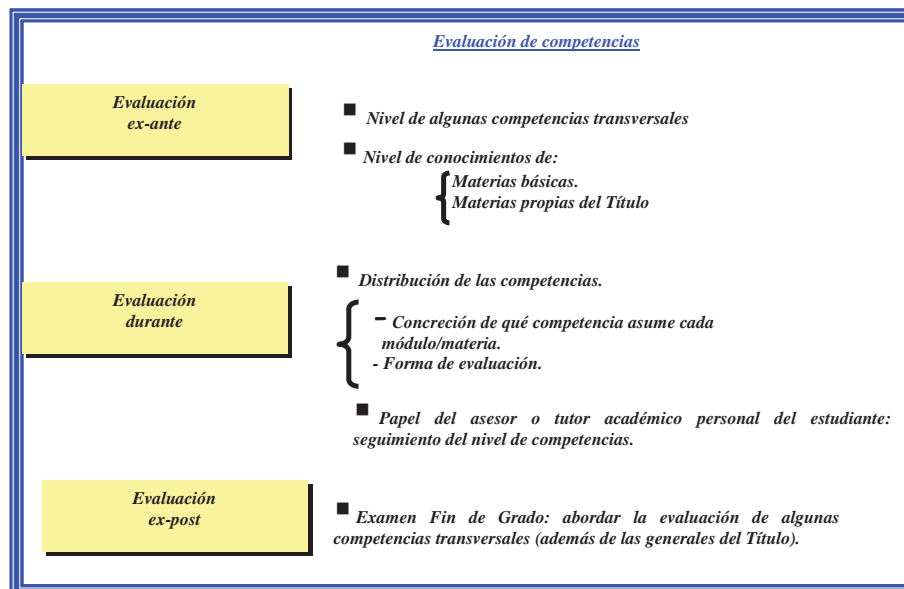 Evaluación de competencias
Evaluación
ex-ante
▪ Nivel de algunas competencias transversales
▪ Nivel de conocimientos de:
Materias básicas.
Materias propias del Título
Evaluación
durante
▪ Distribución de las competencias.
- Concreción de qué competencia asume cada
módulo/materia.
- Forma de evaluación.
▪ Papel del asesor o tutor académico personal del estudiante:
seguimiento del nivel de competencias.
Evaluación
ex-post
▪ Examen Fin de Grado: abordar la evaluación de algunas
competencias transversales (además de las generales del Título).